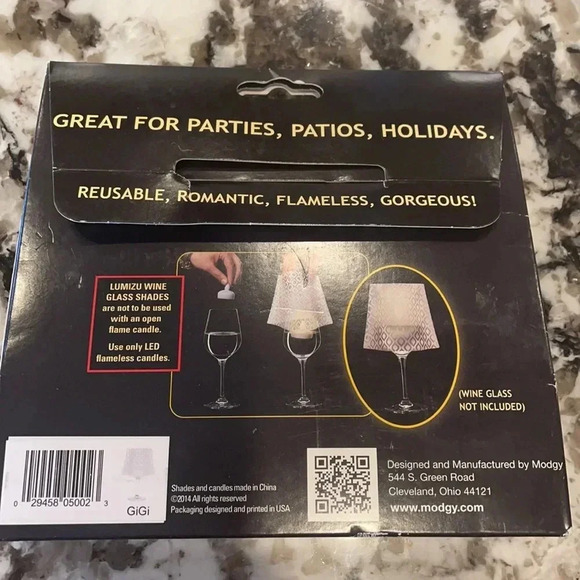 GREAT FOR PARTIES, PATIOS, HOLIDAYS.
REUSABLE, ROMANTIC, FLAMELESS, GORGEOUS!
LUMIZU WINE
GLASS SHADES
are not to be used
with an open
flame candle.
Use only LED
flameless candles.
(WINE GLASS
NOT INCLUDED)
0 29458 05002 3
GiGi
Shades and candles made in China
©2014 All rights reserved
Packaging designed and printed in USA
Designed and Manufactured by Modgy
544 S. Green Road
Cleveland, Ohio 44121
www.modgy.com